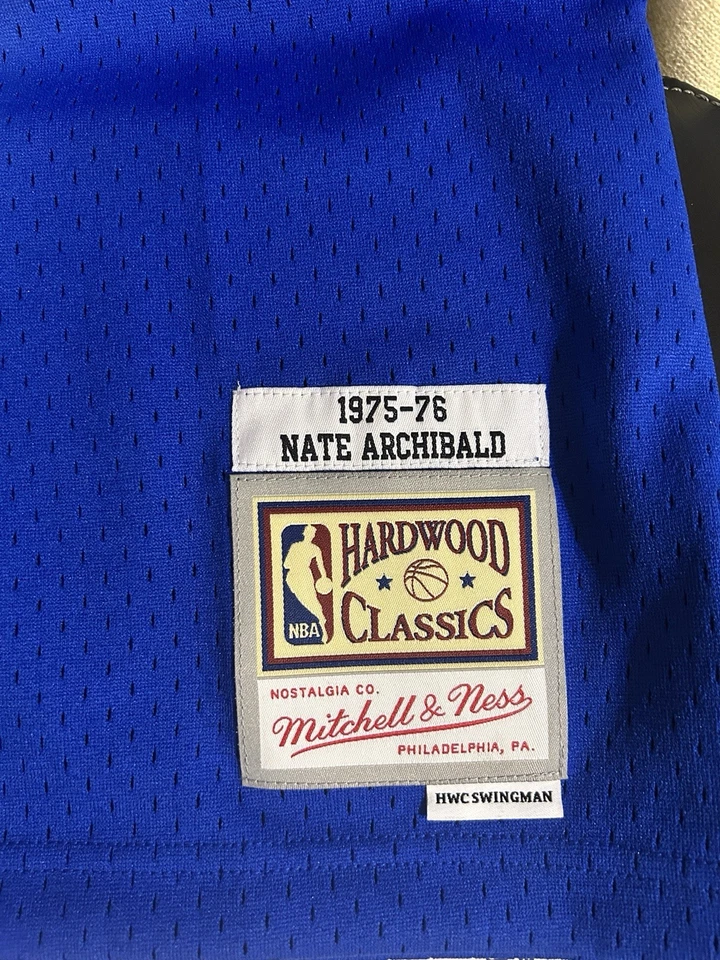 1975-76
NATE ARCHIBALD
HARDWOOD
CLASSICS
NBA
NOSTALGIA CO.
Mitchell & Ness
PHILADELPHIA, PA.
HWC SWINGMAN